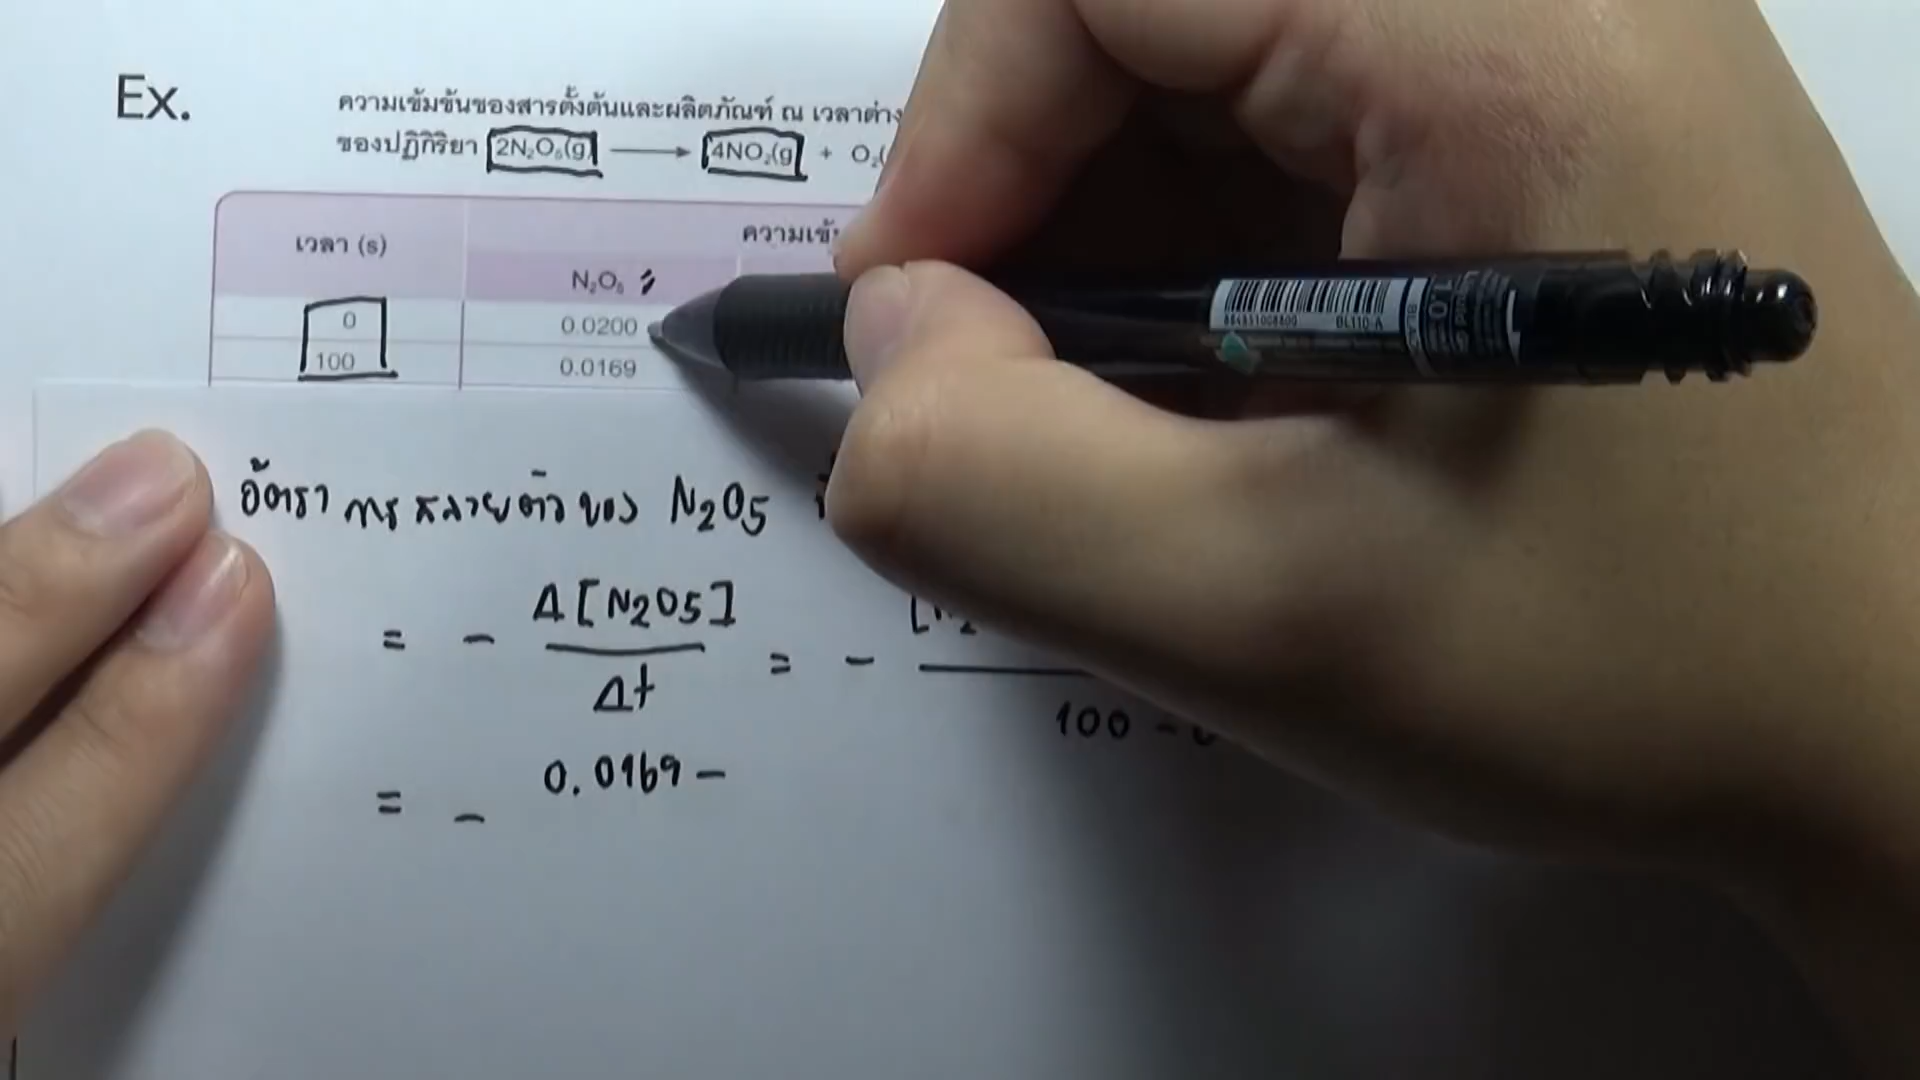 Ex.
ความเข้มข้นของสารตั้งต้นและผลิตภัณฑ์ ณ เวลาต่าง
ของปฏิกิริยา 2N₂O₅(g) ⟶ 4NO₂(g + O₂(
เวลา (s)
ความเข้
N₂O₅
0 0.0200
100 0.0169
อัตราการสลายตัวของ N2O5
= - Δ[N2O5] / Δt = -
100 - 0
= - 0.0169 -
BL110-A
1.0